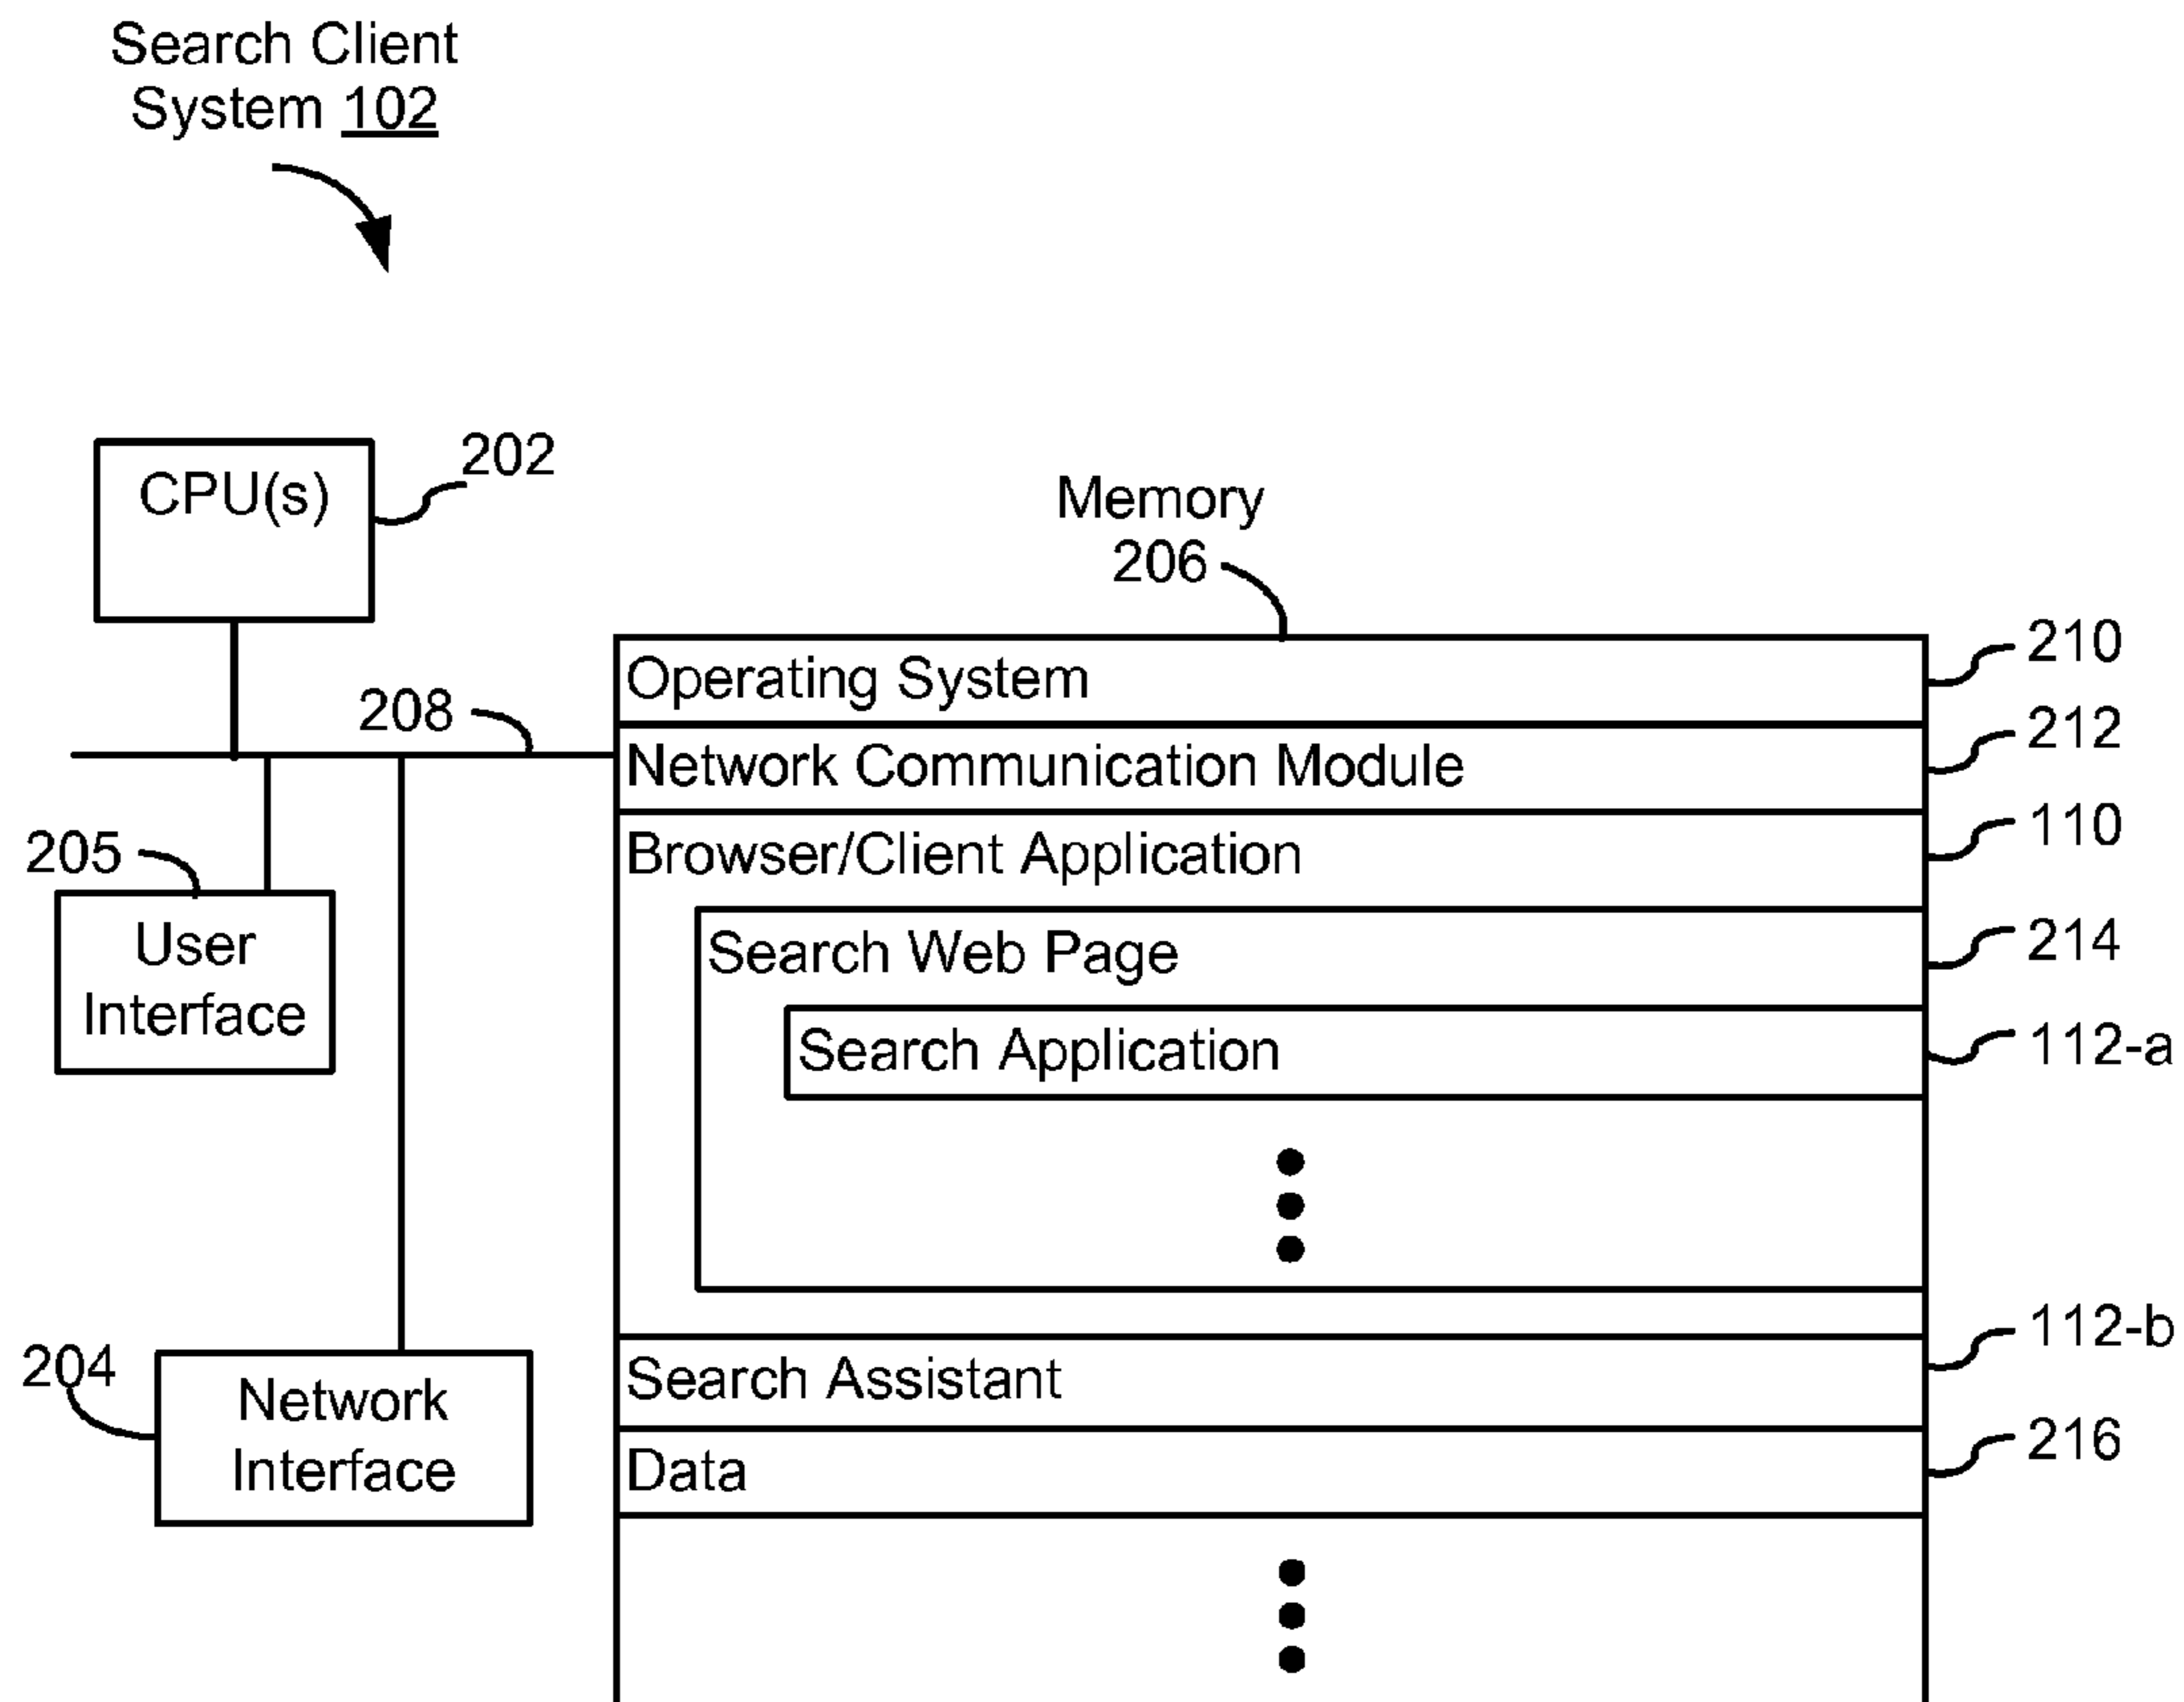 Search Client
System 102
CPU(s)
202
Memory
206
208
Operating System
210
Network Communication Module
212
Browser/Client Application
110
205
User
Interface
Search Web Page
214
Search Application
112-a
204
Network
Interface
Search Assistant
112-b
Data
216